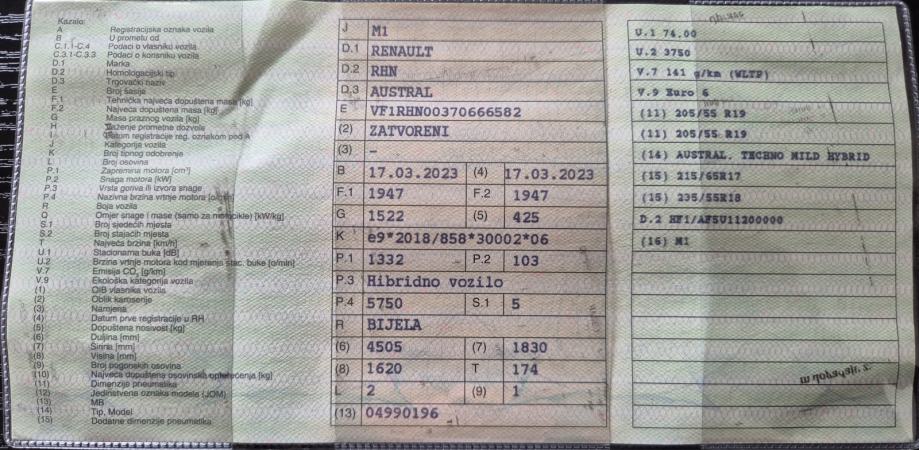 Kazalo:
A Registracijska oznaka vozila
B U prometu od
C.1.1-C.4 Podaci o vlasniku vozila
C.3.1-C.3.3 Podaci o korisniku vozila
D.1 Marka
D.2 Homologacijski tip
D.3 Trgovački naziv
E Broj šasije
F.1 Tehnička najveća dopuštena masa [kg]
F.2 Najveća dopuštena masa [kg]
G Masa praznog vozila [kg]
H Važenje prometne dozvole
I Datum registracije reg. oznakom pod A
J Kategorija vozila
K Broj tipnog odobrenje
L Broj osovina
P.1 Zapremina motora [cm³]
P.2 Snaga motora [kW]
P.3 Vrsta goriva ili izvora snage
P.4 Nazivna brzina vrtnje motora
R Boja vozila
Q Omjer snage i mase (samo za motocikle) [kW/kg]
S.1 Broj sjedećih mjesta
S.2 Broj stajaćih mjesta
T Najveća brzina [km/h]
U.1 Stacionarna buka [dB]
U.2 Brzina vrtnje motora kod mjerenja stac. buke [o/min]
V.7 Emisija CO₂ [g/km]
V.9 Ekološka kategorija vozila
(1) OIB vlasnika vozila
(2) Oblik karoserije
(3) Namjena
(4) Datum prve registracije u RH
(5) Dopuštena nosivost [kg]
(6) Duljina [mm]
(7) Širina [mm]
(8) Visina [mm]
(9) Broj pogonskih osovina
(10) Najveća dopuštena osovinska opterećenja [kg]
(11) Dimenzije pneumatika
(12) Jedinstvena oznaka modela (JOM)
(13) MB
(14) Tip, Model
(15) Dodatne dimenzije pneumatika
J M1
D.1 RENAULT
D.2 RHN
D.3 AUSTRAL
E VF1RHN00370666582
(2) ZATVORENI
(3) –
B 17.03.2023 (4) 17.03.2023
F.1 1947 F.2 1947
G 1522 (5) 425
K e9*2018/858*30002*06
P.1 1332 P.2 103
P.3 Hibridno vozilo
P.4 5750 S.1 5
R BIJELA
(6) 4505 (7) 1830
(8) 1620 T 174
L 2 (9) 1
(13) 04990196
U.1 74.00
U.2 3750
V.7 141 g/km (WLTP)
V.9 Euro 6
(11) 205/55 R19
(11) 205/55 R19
(14) AUSTRAL, TECHNO MILD HYBRID
(15) 215/65R17
(15) 235/55R18
D.2 HF1/AF5U11200000
(16) M1